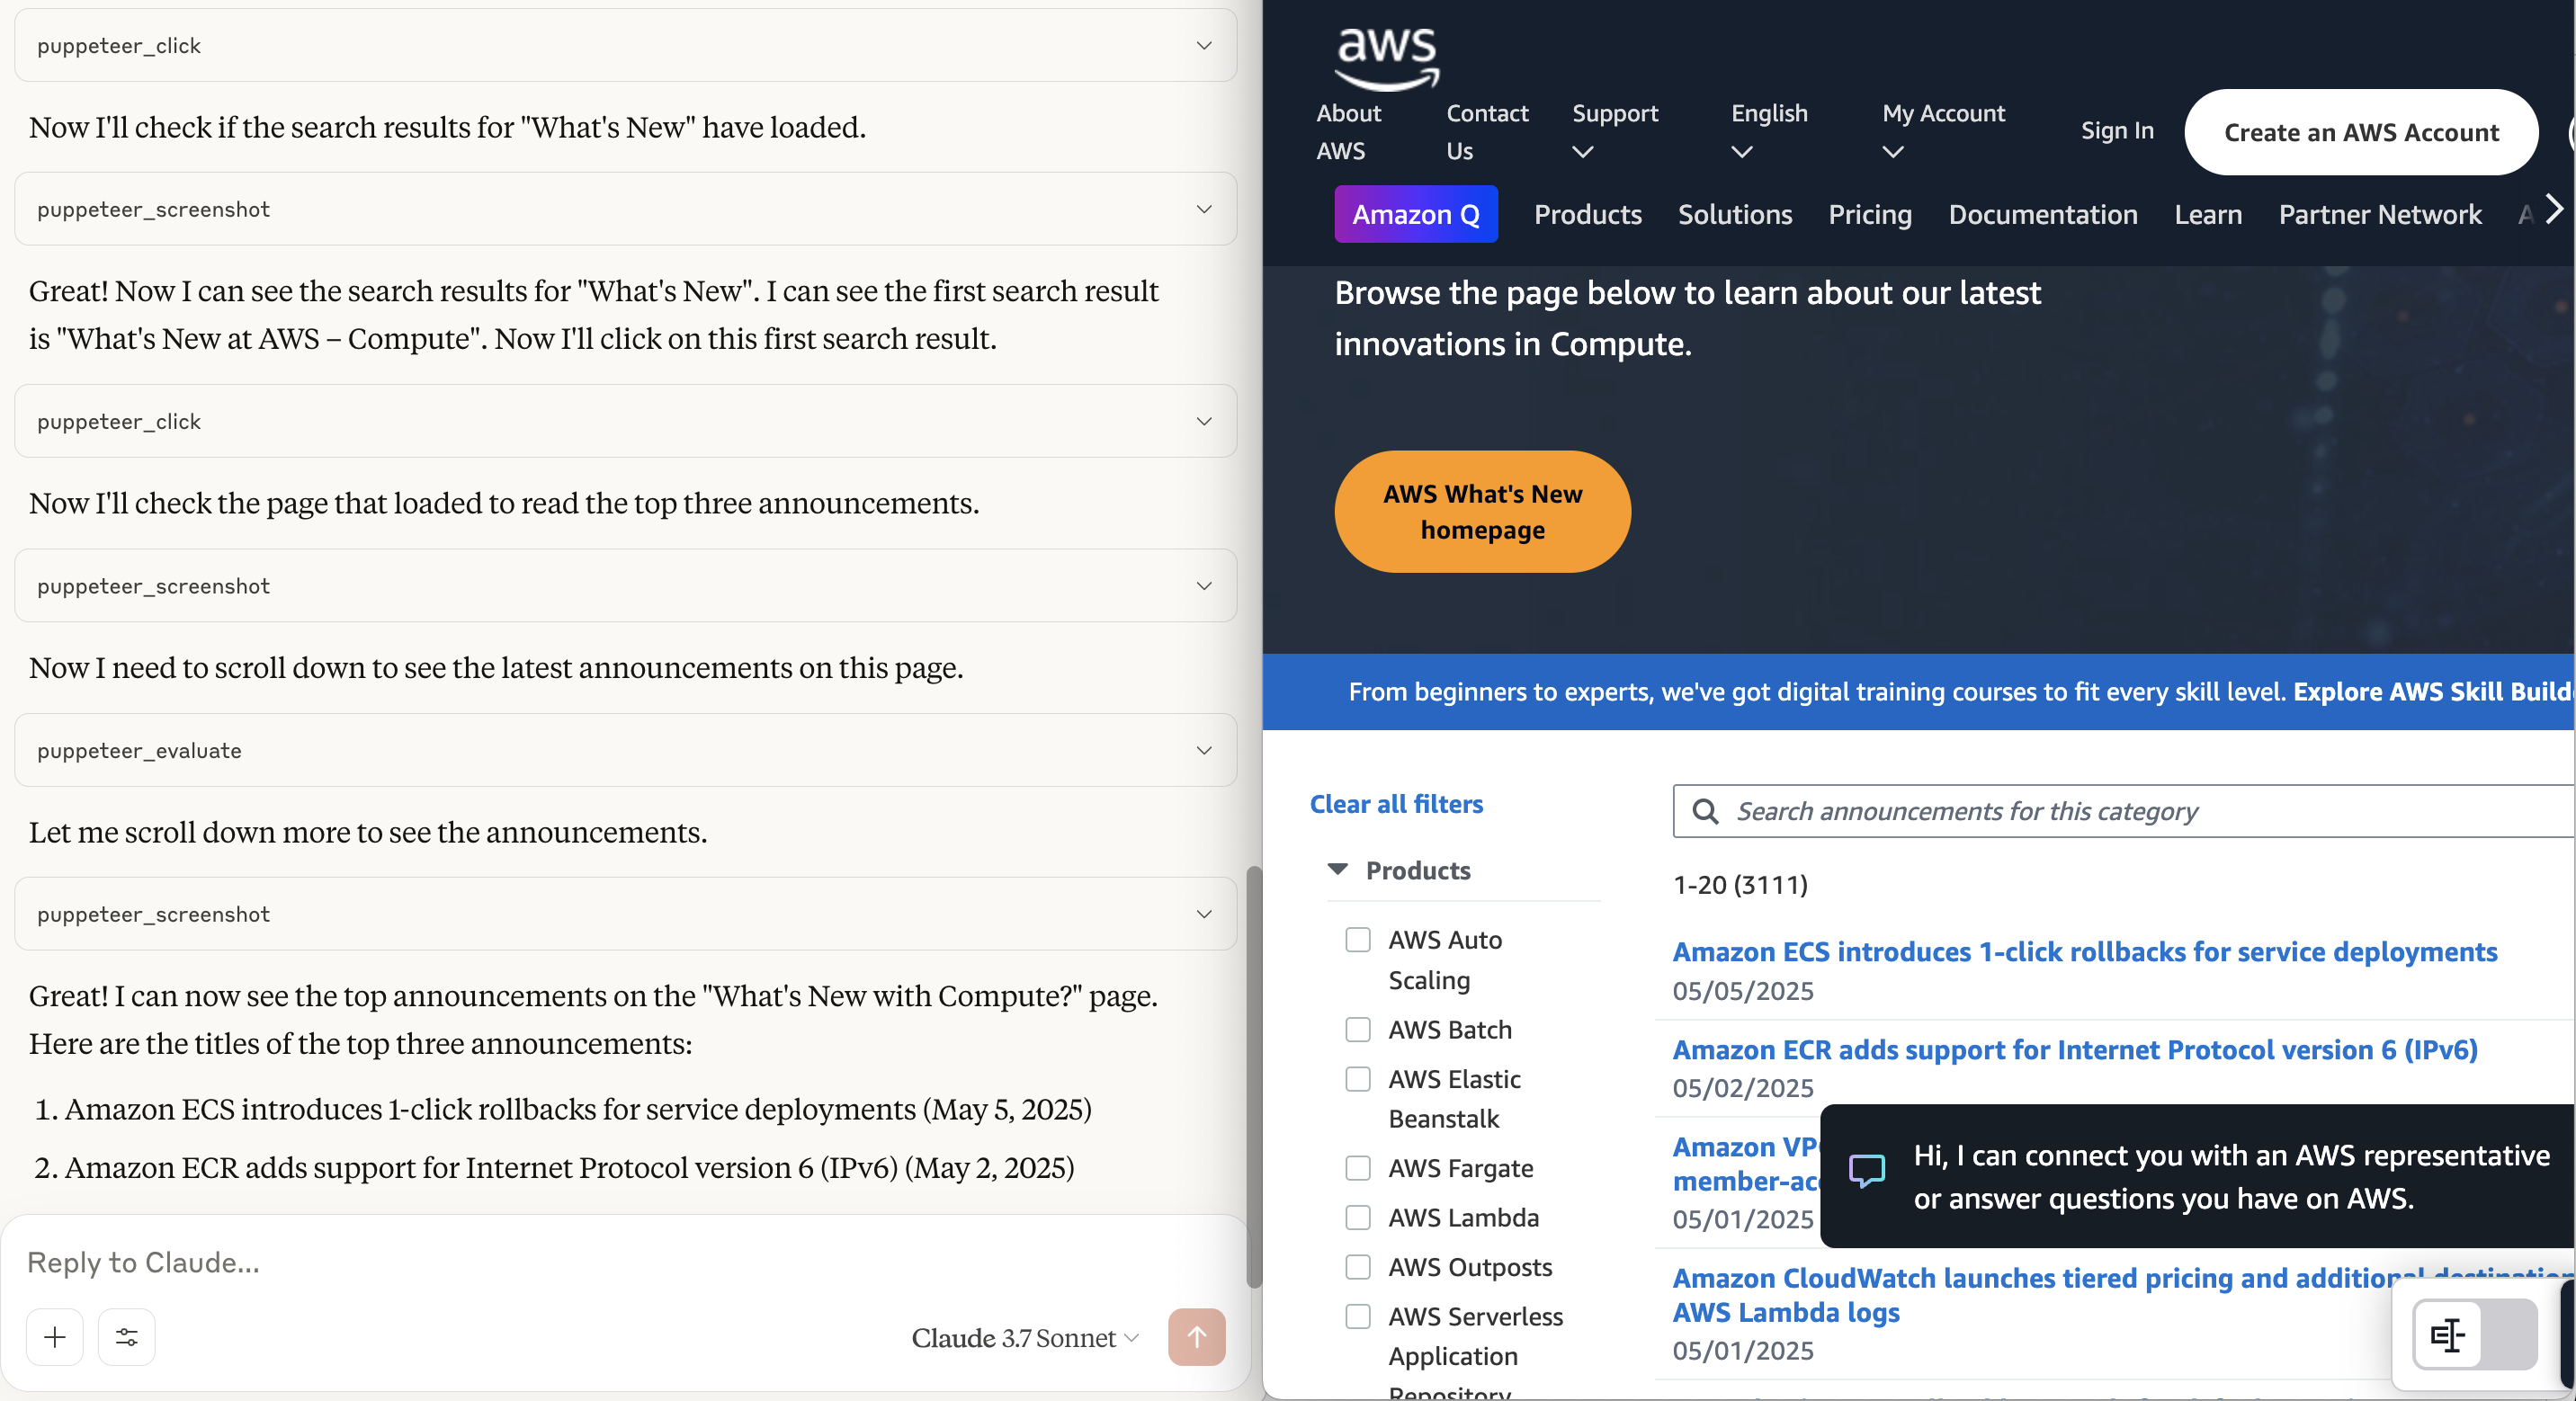 puppeteer_click
Now I'll check if the search results for "What's New" have loaded.
puppeteer_screenshot
Great! Now I can see the search results for "What's New". I can see the first search result
is "What's New at AWS – Compute". Now I'll click on this first search result.
puppeteer_click
Now I'll check the page that loaded to read the top three announcements.
puppeteer_screenshot
Now I need to scroll down to see the latest announcements on this page.
puppeteer_evaluate
Let me scroll down more to see the announcements.
puppeteer_screenshot
Great! I can now see the top announcements on the "What's New with Compute?" page.
Here are the titles of the top three announcements:
1. Amazon ECS introduces 1-click rollbacks for service deployments (May 5, 2025)
2. Amazon ECR adds support for Internet Protocol version 6 (IPv6) (May 2, 2025)
Reply to Claude...
Claude 3.7 Sonnet
aws
About
AWS
Contact
Us
Support
English
My Account
Sign In
Create an AWS Account
Amazon Q
Products
Solutions
Pricing
Documentation
Learn
Partner Network
A
Browse the page below to learn about our latest
innovations in Compute.
AWS What's New
homepage
From beginners to experts, we've got digital training courses to fit every skill level. Explore AWS Skill Build
Clear all filters
Products
AWS Auto
Scaling
AWS Batch
AWS Elastic
Beanstalk
AWS Fargate
AWS Lambda
AWS Outposts
AWS Serverless
Application
Repository
Search announcements for this category
1-20 (3111)
Amazon ECS introduces 1-click rollbacks for service deployments
05/05/2025
Amazon ECR adds support for Internet Protocol version 6 (IPv6)
05/02/2025
Amazon VP
member-ac
05/01/2025
Hi, I can connect you with an AWS representative
or answer questions you have on AWS.
Amazon CloudWatch launches tiered pricing and additional destination
AWS Lambda logs
05/01/2025